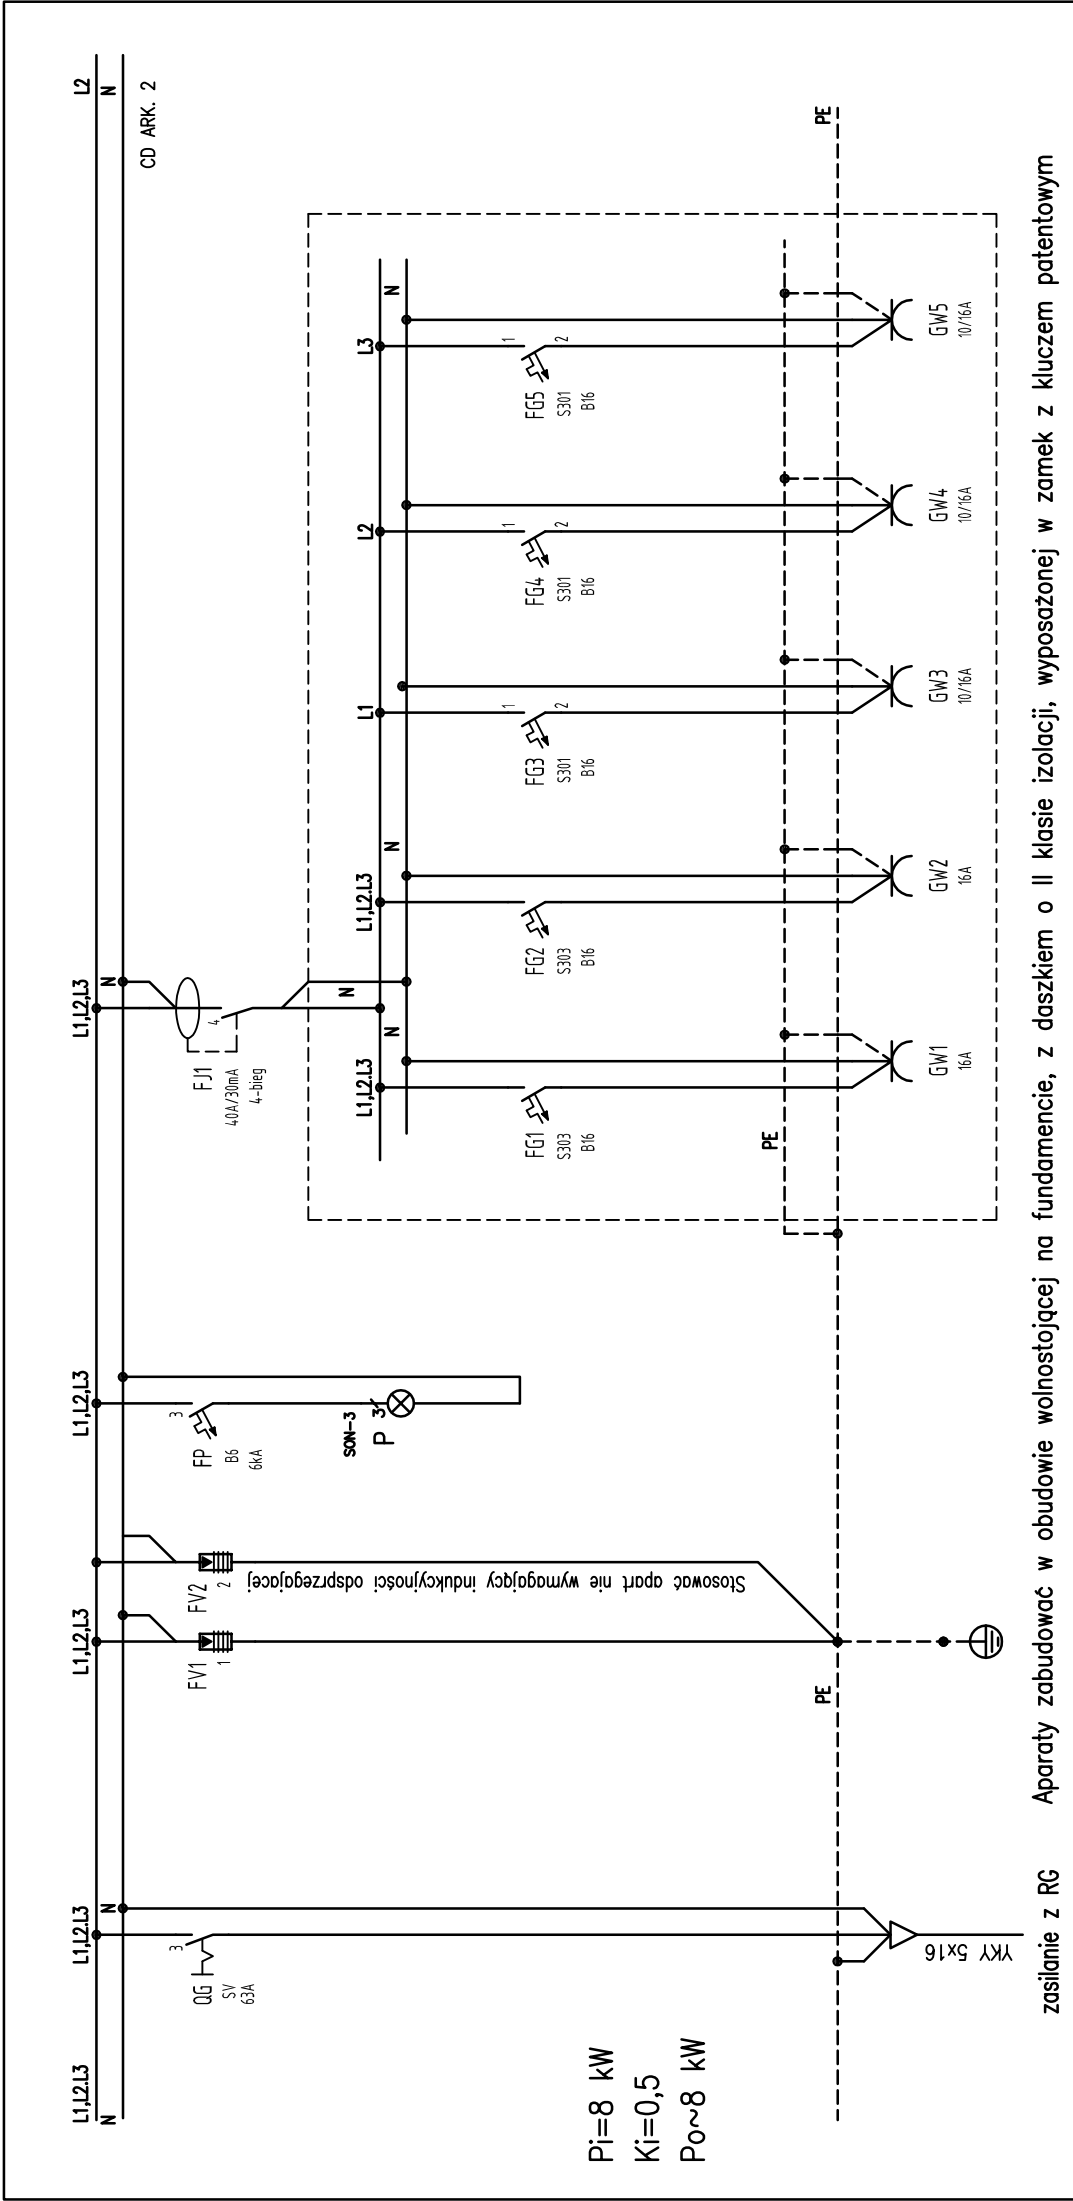 L1,L2.L3
N
L1,L2.L3
N
L1,L2,L3
L1,L2,L3
L1,L2,L3
N
L2
N
CD ARK. 2
QG
SV
63A
3
FV1
1
FV2
2
Stosować apart nie wymagający indukcyjności odsprzęgajacej
FP
B6
6kA
3
SON-3
P
3
FJ1
40A/30mA
4-bieg
4
N
L1,L2.L3
N
L1,L2.L3
N
L1
L2
L3
N
FG1
S303
B16
FG2
S303
B16
FG3
S301
B16
1
2
FG4
S301
B16
1
2
FG5
S301
B16
1
2
PE
PE
PE
GW1
16A
GW2
16A
GW3
10/16A
GW4
10/16A
GW5
10/16A
Pi=8 kW
Ki=0,5
Po~8 kW
YKY 5x16
zasilanie z RG
Aparaty zabudować w obudowie wolnostojącej na fundamencie, z daszkiem o II klasie izolacji, wyposażonej w zamek z kluczem patentowym